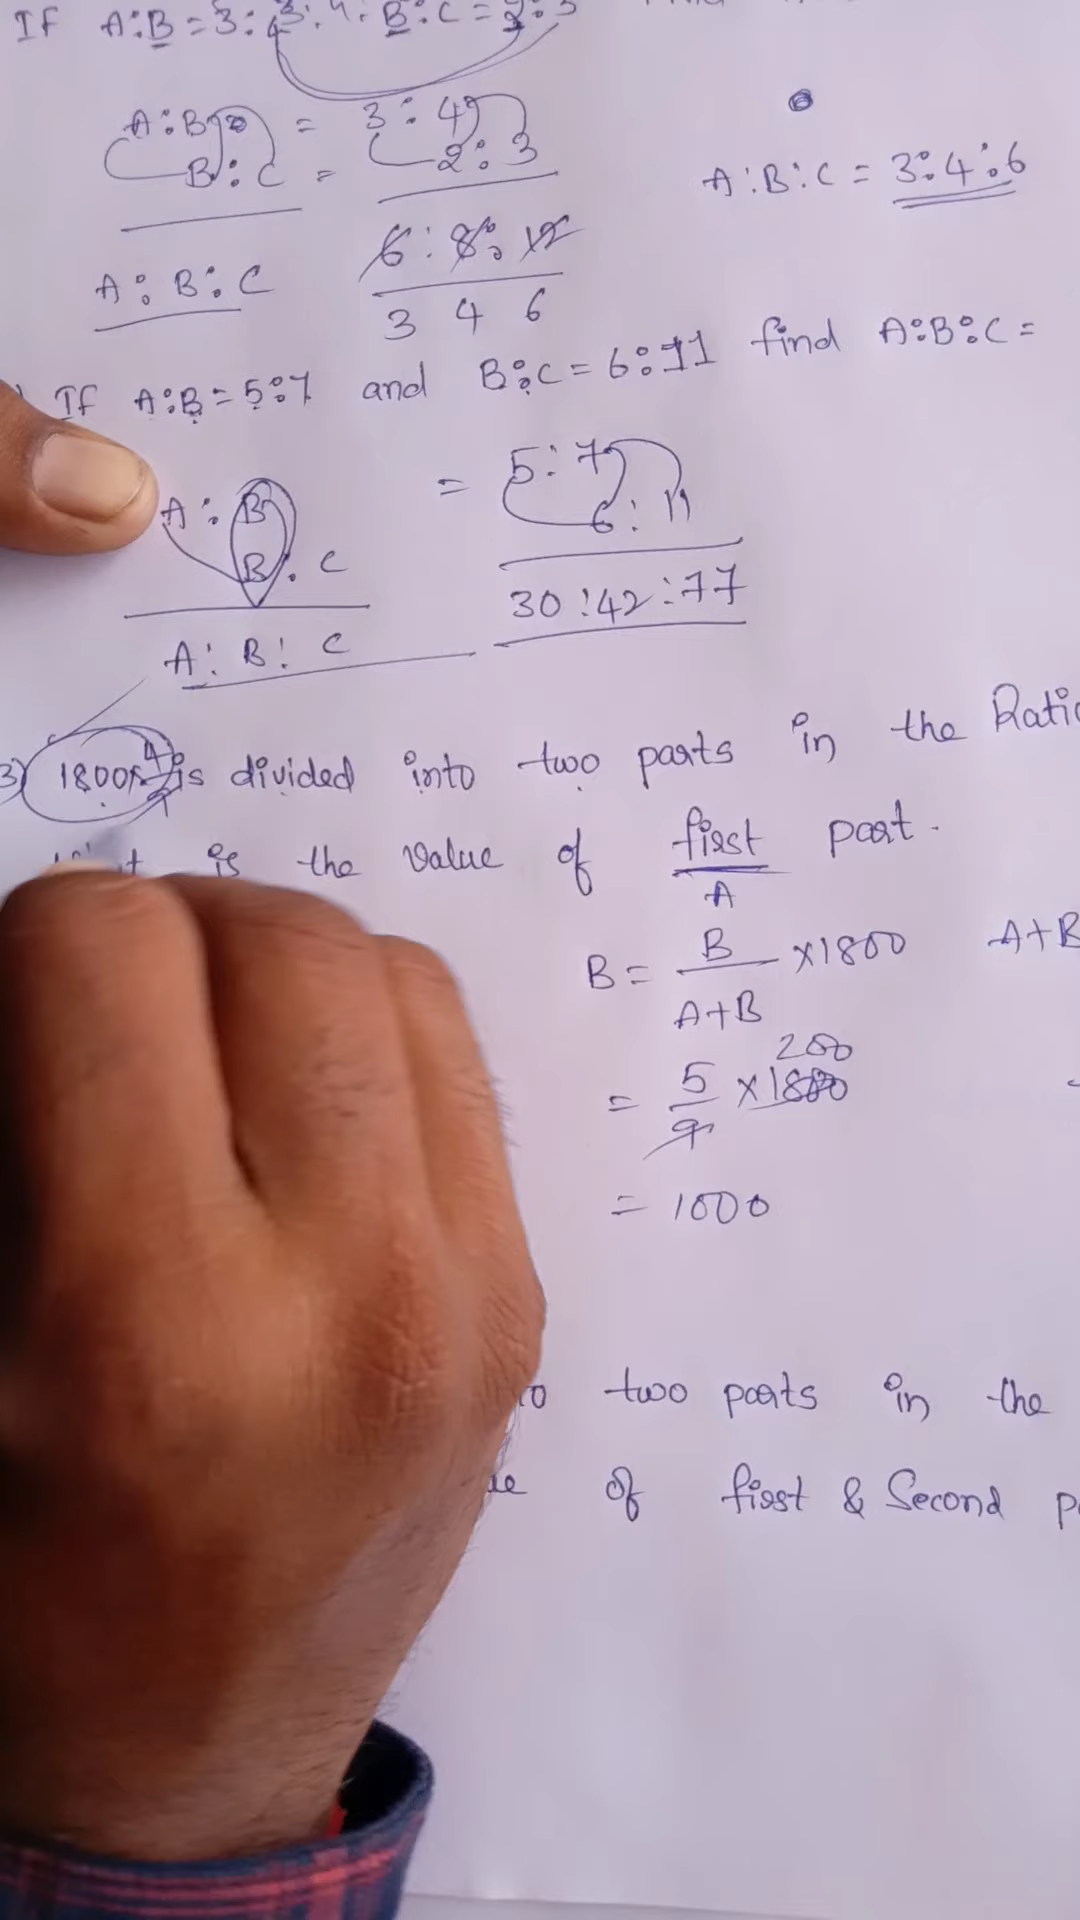 If A:B = 3:4 B:C = 2:3
A:B = 3:4
B:C = 2:3
A:B:C = 3:4:6
6:8:12
A:B:C
3 4 6
If A:B = 5:7 and B:C = 6:11 find A:B:C =
A:B = 5:7
B:C 6:11
30:42:77
A:B:C
3) 1800 is divided into two parts in the Ratio
is the value of first part.
A
B = B/A+B ×1800 A+B
200
= 5/9 ×1800
= 1000
two parts in the
of first & Second